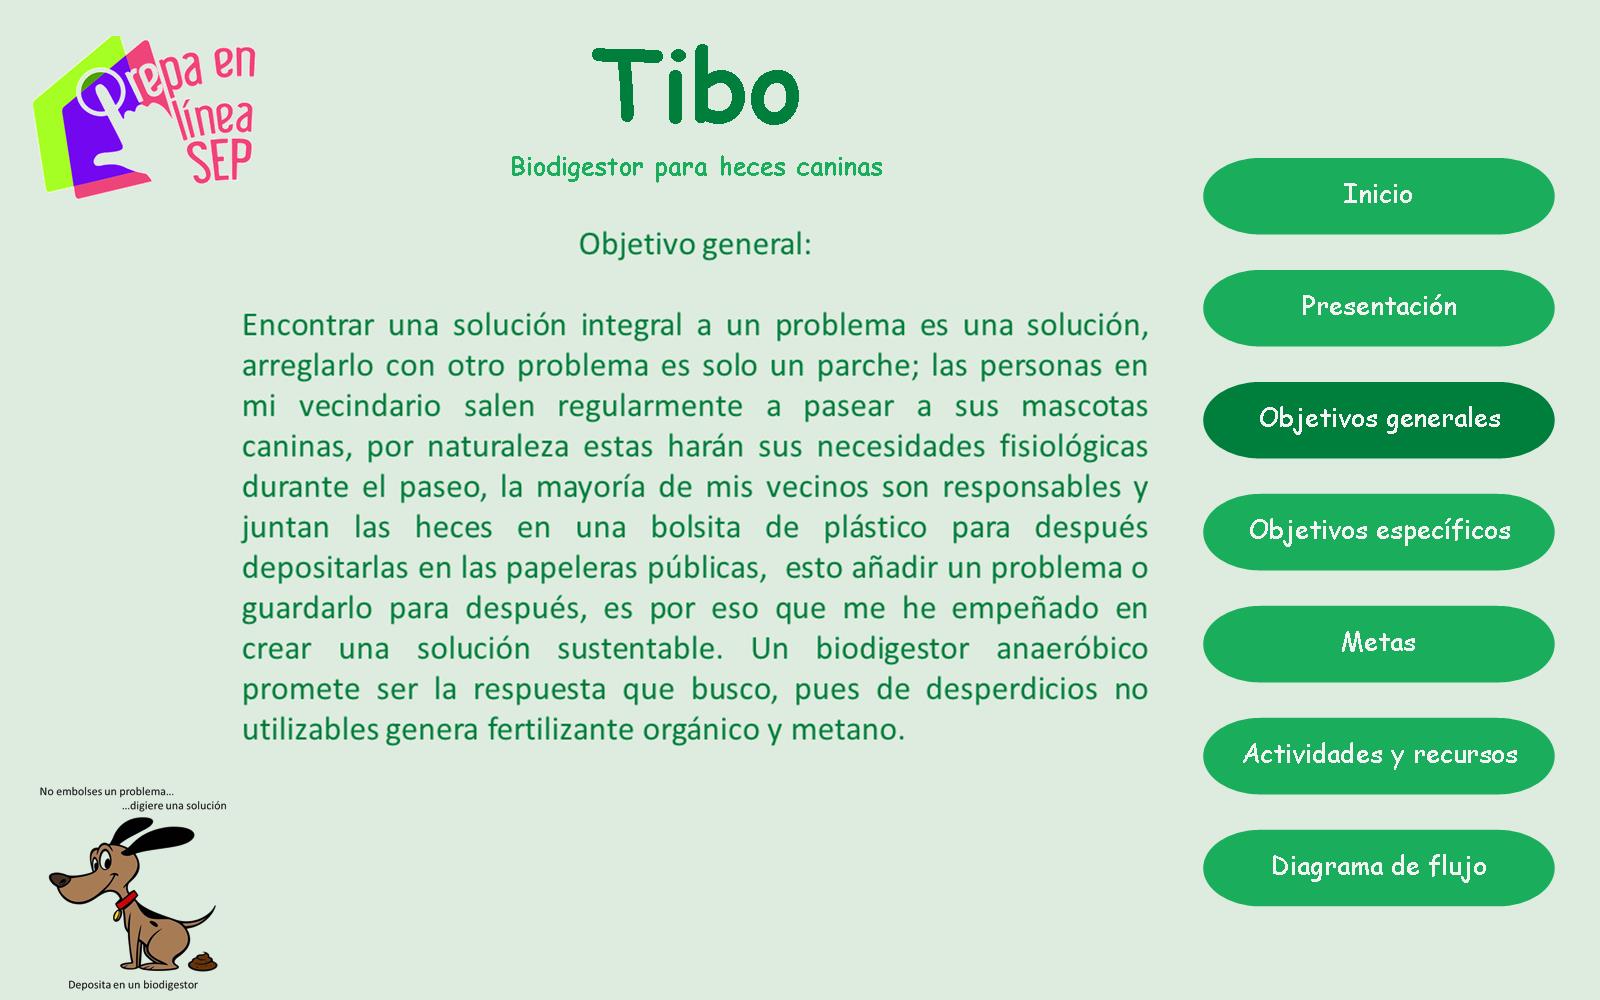 Prepa en
línea
SEP
Tibo
Biodigestor para heces caninas
Objetivo general:
Encontrar una solución integral a un problema es una solución,
arreglarlo con otro problema es solo un parche; las personas en
mi vecindario salen regularmente a pasear a sus mascotas
caninas, por naturaleza estas harán sus necesidades fisiológicas
durante el paseo, la mayoría de mis vecinos son responsables y
juntan las heces en una bolsita de plástico para después
depositarlas en las papeleras públicas, esto añadir un problema o
guardarlo para después, es por eso que me he empeñado en
crear una solución sustentable. Un biodigestor anaeróbico
promete ser la respuesta que busco, pues de desperdicios no
utilizables genera fertilizante orgánico y metano.
Inicio
Presentación
Objetivos generales
Objetivos específicos
Metas
Actividades y recursos
Diagrama de flujo
No embolses un problema...
...digiere una solución
Deposita en un biodigestor